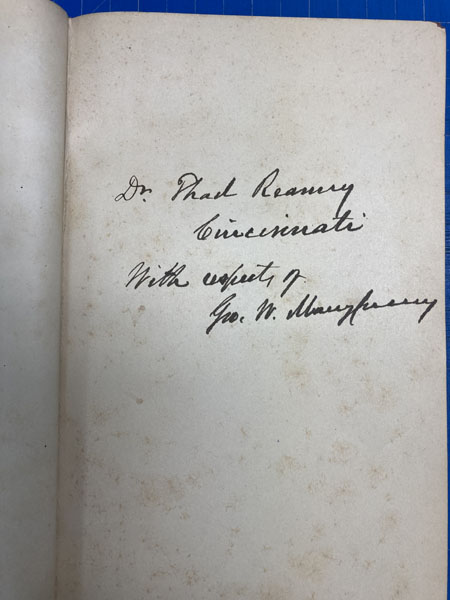 Dr. Thad Reamy
Cincinnati
With respects of
Geo. W. Manypenny